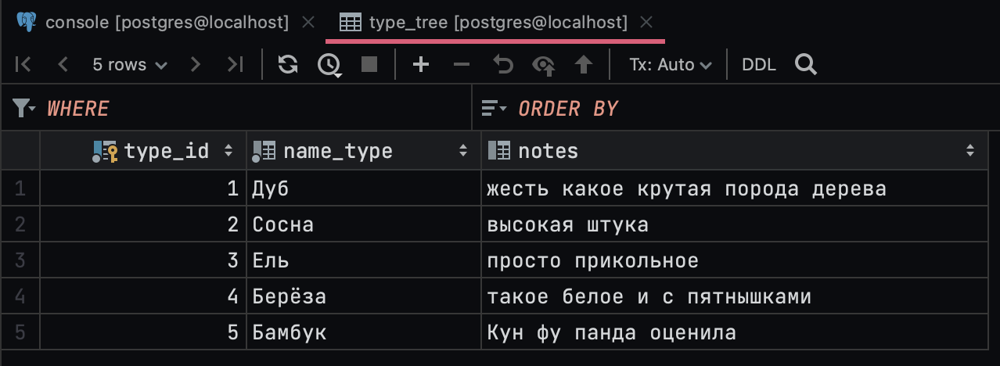 console [postgres@localhost] type_tree [postgres@localhost]
5 rows Tx: Auto DDL
WHERE ORDER BY
type_id name_type notes
1 1 Дуб жесть какое крутая порода дерева
2 2 Сосна высокая штука
3 3 Ель просто прикольное
4 4 Берёза такое белое и с пятнышками
5 5 Бамбук Кун фу панда оценила